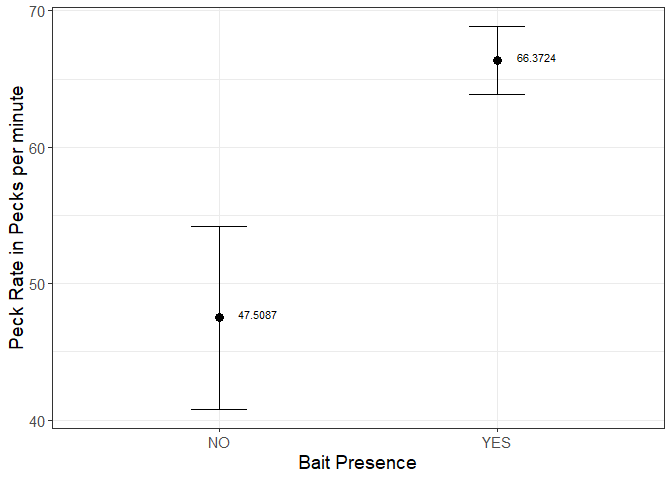 70
60
50
40
Peck Rate in Pecks per minute
66.3724
47.5087
NO
YES
Bait Presence